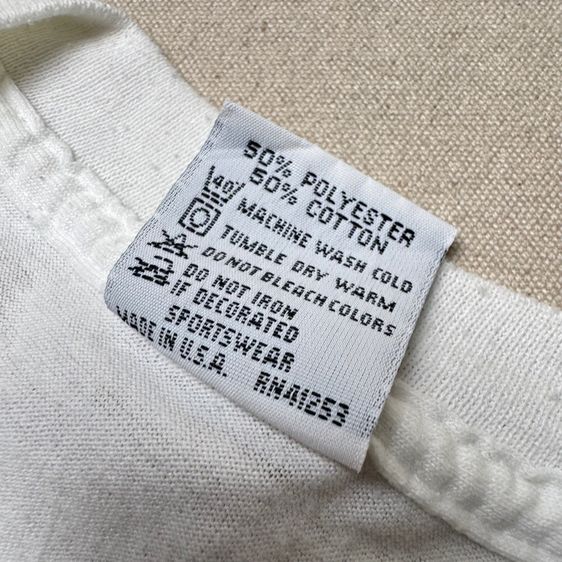 50% POLYESTER
50% COTTON
40
MACHINE WASH COLD
TUMBLE DRY WARM
DO NOT BLEACH COLORS
DO NOT IRON
IF DECORATED
SPORTSWEAR
MADE IN U.S.A.
RN41253